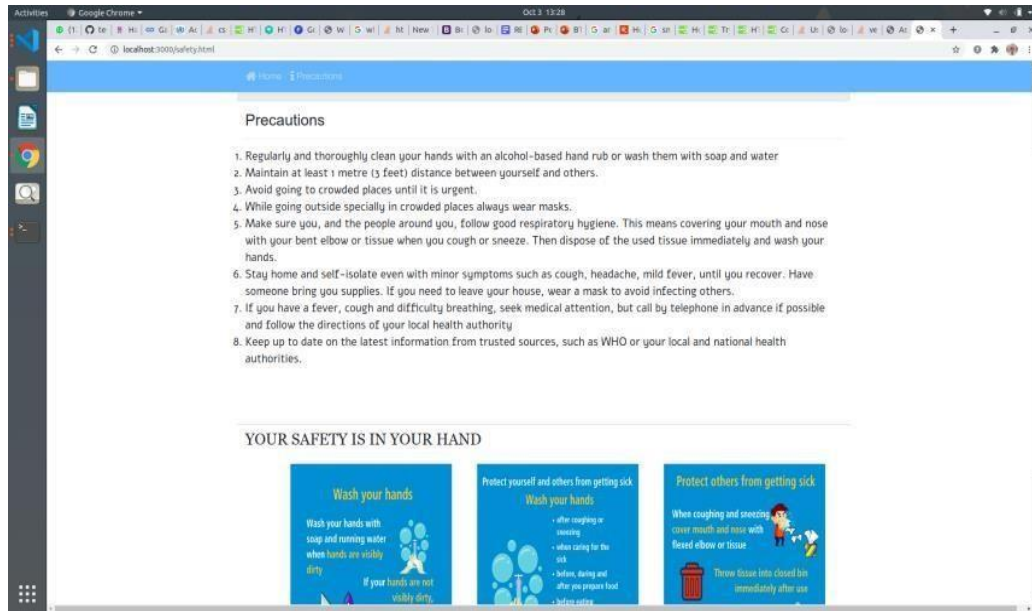 Activities
Google Chrome
Oct 3 13:28
localhost:3000/safety.html
Home
Precautions
Precautions
1. Regularly and thoroughly clean your hands with an alcohol-based hand rub or wash them with soap and water
2. Maintain at least 1 metre (3 feet) distance between yourself and others.
3. Avoid going to crowded places until it is urgent.
4. While going outside specially in crowded places always wear masks.
5. Make sure you, and the people around you, follow good respiratory hygiene. This means covering your mouth and nose
with your bent elbow or tissue when you cough or sneeze. Then dispose of the used tissue immediately and wash your
hands.
6. Stay home and self-isolate even with minor symptoms such as cough, headache, mild fever, until you recover. Have
someone bring you supplies. If you need to leave your house, wear a mask to avoid infecting others.
7. If you have a fever, cough and difficulty breathing, seek medical attention, but call by telephone in advance if possible
and follow the directions of your local health authority
8. Keep up to date on the latest information from trusted sources, such as WHO or your local and national health
authorities.
YOUR SAFETY IS IN YOUR HAND
Wash your hands
Wash your hands with
soap and running water
when hands are visibly
dirty
If your hands are not
visibly dirty,
Protect yourself and others from getting sick
Wash your hands
• after coughing or
sneezing
• when caring for the
sick
• before, during and
after you prepare food
• before eating
Protect others from getting sick
When coughing and sneezing
cover mouth and nose with
flexed elbow or tissue
Throw tissue into closed bin
immediately after use